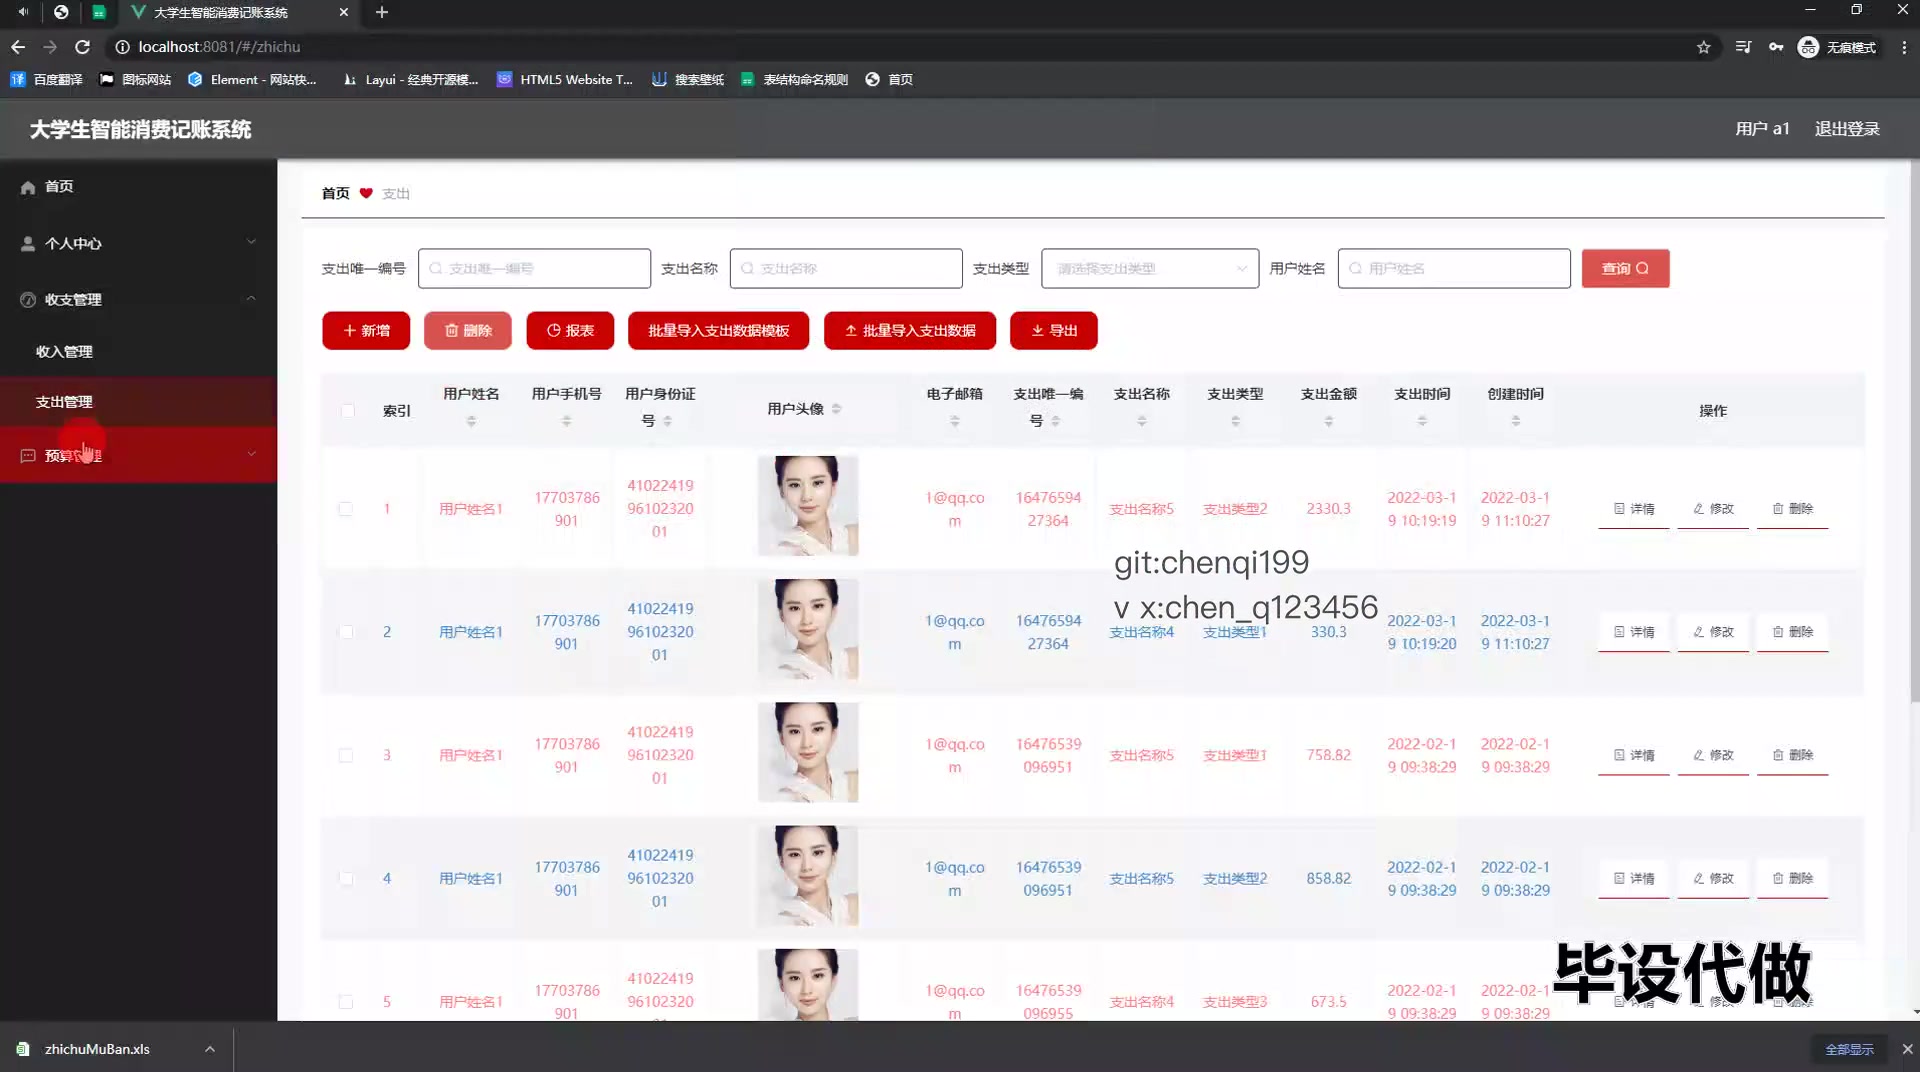 大学生智能消费记账系统
localhost:8081/#/zhichu
无痕模式
百度翻译 图标网站 Element - 网站快... Layui - 经典开源模... HTML5 Website T... 搜索壁纸 表结构命名规则 首页
大学生智能消费记账系统
用户 a1 退出登录
首页
个人中心
收支管理
收入管理
支出管理
首页 支出
支出唯一编号 支出唯一编号 支出名称 支出名称 支出类型 请选择支出类型 用户姓名 用户姓名 查询
新增 删除 报表 批量导入支出数据模板 批量导入支出数据 导出
索引 用户姓名 用户手机号 用户身份证号 用户头像 电子邮箱 支出唯一编号 支出名称 支出类型 支出金额 支出时间 创建时间 操作
1 用户姓名1 17703786901 410224199610232001 1@qq.com 1647659427364 支出名称5 支出类型2 2330.3 2022-03-19 10:19:19 2022-03-19 11:10:27 详情 修改 删除
git:chenqi199
v x:chen_q123456
2 用户姓名1 17703786901 410224199610232001 1@qq.com 1647659427364 支出名称4 支出类型1 330.3 2022-03-19 10:19:20 2022-03-19 11:10:27 详情 修改 删除
3 用户姓名1 17703786901 410224199610232001 1@qq.com 16476539096951 支出名称5 支出类型1 758.82 2022-02-19 09:38:29 2022-02-19 09:38:29 详情 修改 删除
4 用户姓名1 17703786901 410224199610232001 1@qq.com 16476539096951 支出名称5 支出类型2 858.82 2022-02-19 09:38:29 2022-02-19 09:38:29 详情 修改 删除
5 用户姓名1 17703786901 4102241996102320 1@qq.com 16476539096955 支出名称4 支出类型3 673.5 2022-02-19 09:38:29 2022-02-19 09:38:29
毕设代做
zhichuMuBan.xls
全部显示